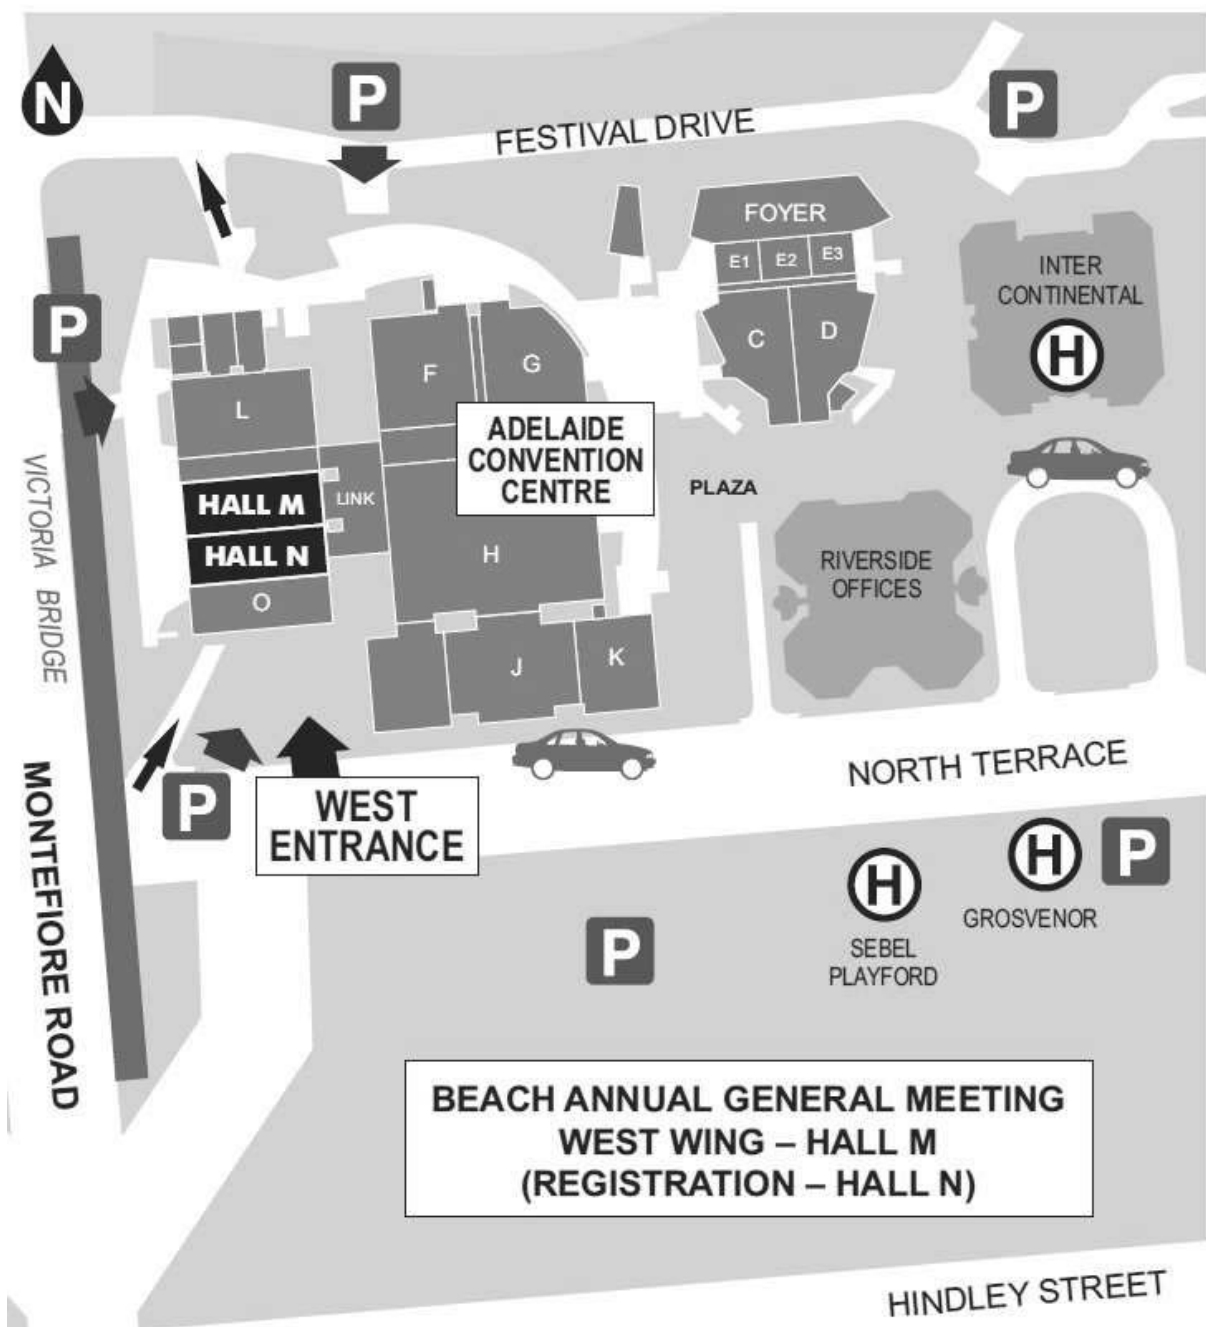 N
P
P
FESTIVAL DRIVE
FOYER
E1
E2
E3
INTER
CONTINENTAL
H
P
C
D
F
G
L
ADELAIDE
CONVENTION
CENTRE
HALL M
LINK
PLAZA
HALL N
H
O
RIVERSIDE
OFFICES
VICTORIA BRIDGE
J
K
MONTEFIORE ROAD
P
WEST
ENTRANCE
NORTH TERRACE
H
GROSVENOR
P
H
SEBEL
PLAYFORD
P
BEACH ANNUAL GENERAL MEETING
WEST WING – HALL M
(REGISTRATION – HALL N)
HINDLEY STREET